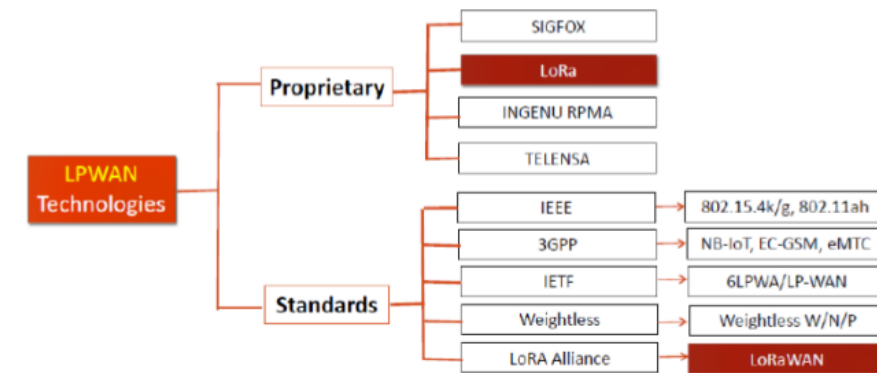 SIGFOX
LoRa
Proprietary
INGENU RPMA
TELENSA
LPWAN
Technologies
IEEE
802.15.4k/g, 802.11ah
3GPP
NB-IoT, EC-GSM, eMTC
IETF
6LPWA/LP-WAN
Standards
Weightless
Weightless W/N/P
LoRA Alliance
LoRaWAN